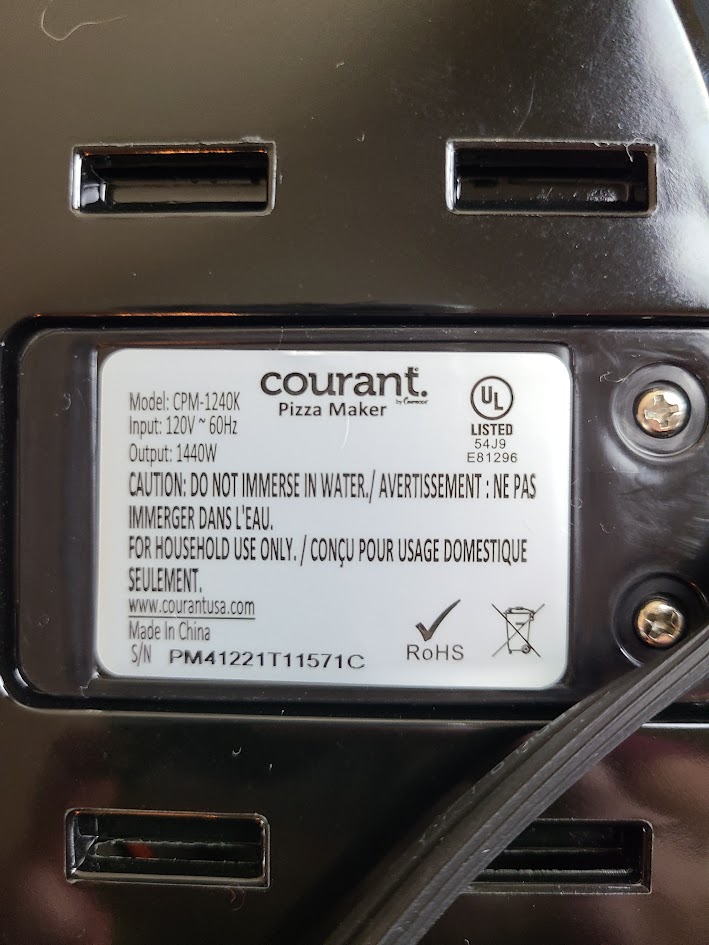 courant.
Pizza Maker
Model: CPM-1240K
Input: 120V ~ 60Hz
Output: 1440W
UL
LISTED
54J9
E81296
CAUTION: DO NOT IMMERSE IN WATER./ AVERTISSEMENT : NE PAS
IMMERGER DANS L'EAU.
FOR HOUSEHOLD USE ONLY. / CONÇU POUR USAGE DOMESTIQUE
SEULEMENT.
www.courantusa.com
Made In China
S/N PM41221T11571C
RoHS